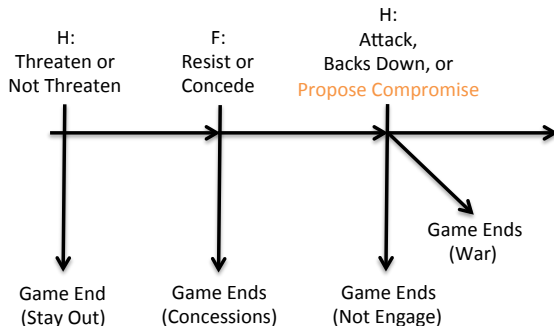 H:
Threaten or
Not Threaten
F:
Resist or
Concede
H:
Attack,
Backs Down, or
Propose Compromise
Game Ends
(War)
Game End
(Stay Out)
Game Ends
(Concessions)
Game Ends
(Not Engage)